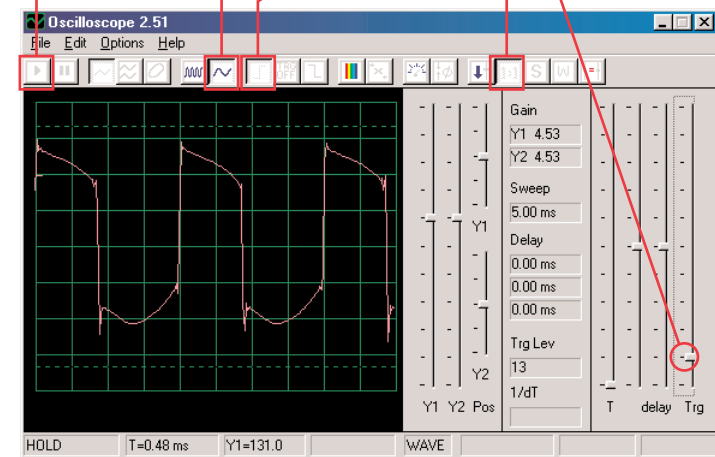 Oscilloscope 2.51
File Edit Options Help
TRG OFF
S W
Gain
Y1 4.53
Y2 4.53
Sweep
5.00 ms
Y1
Delay
0.00 ms
0.00 ms
0.00 ms
Trg Lev
13
Y2
1/dT
Y1 Y2 Pos
T delay Trg
HOLD T=0.48 ms Y1=131.0 WAVE